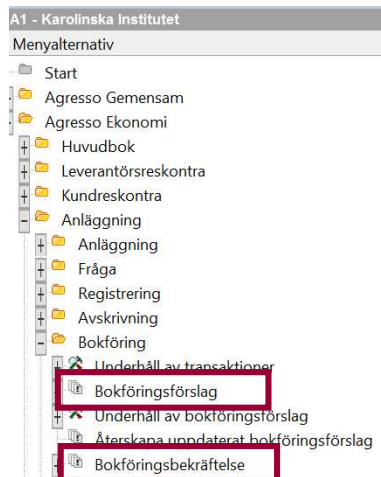 A1 - Karolinska Institutet
Menyalternativ
Start
Agresso Gemensam
Agresso Ekonomi
Huvudbok
Leverantörsreskontra
Kundreskontra
Anläggning
Anläggning
Fråga
Registrering
Avskrivning
Bokföring
Underhåll av transaktioner
Bokföringsförslag
Underhåll av bokföringsförslag
Återskapa uppdaterat bokföringsförslag
Bokföringsbekräftelse